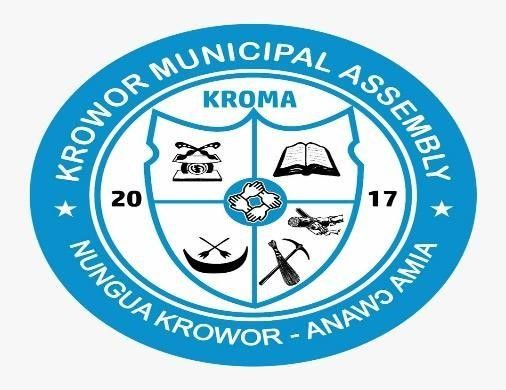 KROWOR MUNICIPAL ASSEMBLY
KROMA
20 17
NUNGUA KROWOR - ANAWƆ AMIA